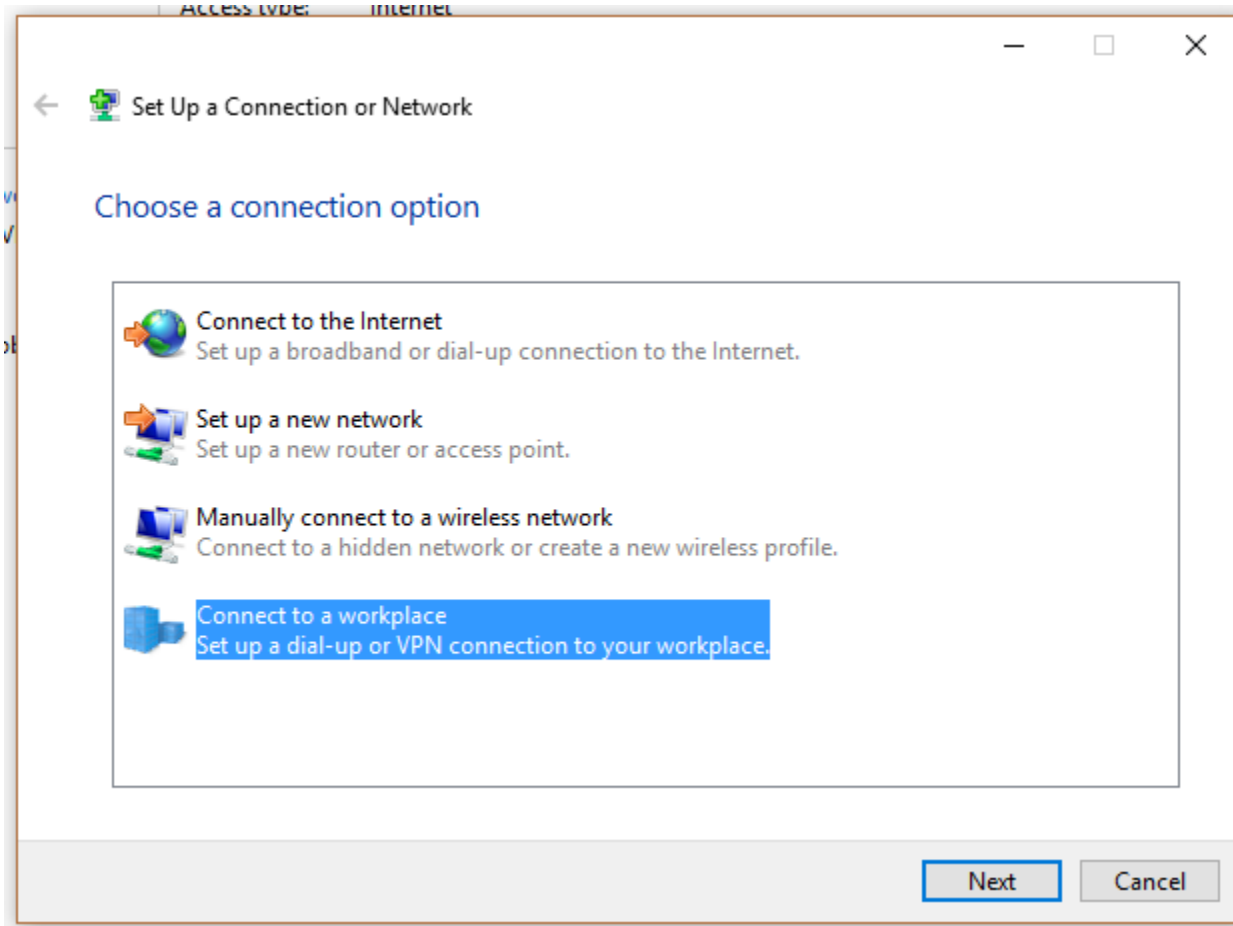 Access type: Internet
Set Up a Connection or Network
Choose a connection option
Connect to the Internet
Set up a broadband or dial-up connection to the Internet.
Set up a new network
Set up a new router or access point.
Manually connect to a wireless network
Connect to a hidden network or create a new wireless profile.
Connect to a workplace
Set up a dial-up or VPN connection to your workplace.
Next Cancel